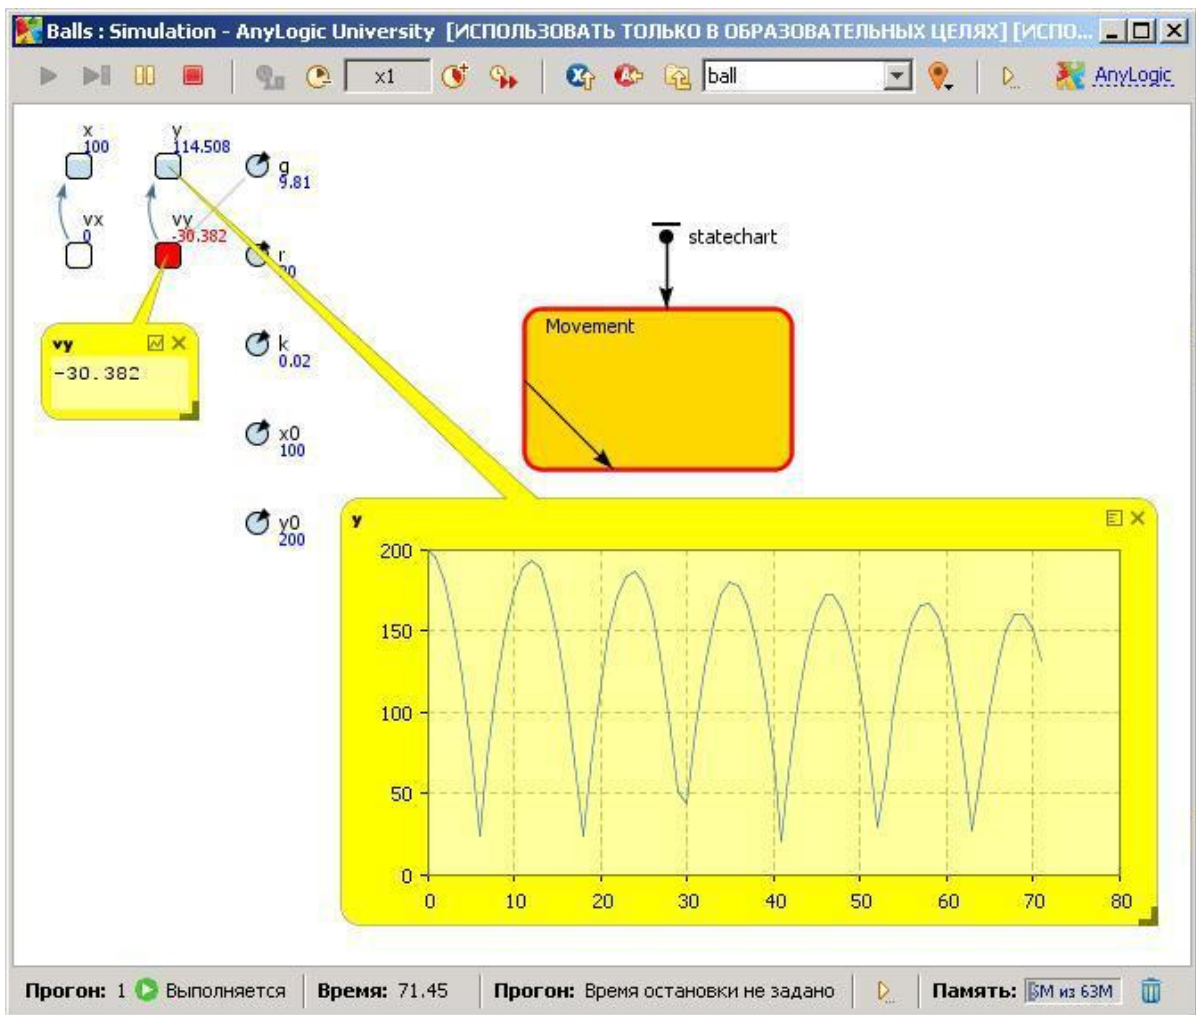 Balls : Simulation - AnyLogic University [ИСПОЛЬЗОВАТЬ ТОЛЬКО В ОБРАЗОВАТЕЛЬНЫХ ЦЕЛЯХ] [ИСПО...
x1
ball
AnyLogic
x
100
y
114.508
g
9.81
vx
0
vy
-30.382
r
statechart
Movement
vy
-30.382
k
0.02
x0
100
y0
200
y
200
150
100
50
0
0 10 20 30 40 50 60 70 80
Прогон: 1 Выполняется Время: 71.45 Прогон: Время остановки не задано Память: 6M из 63M